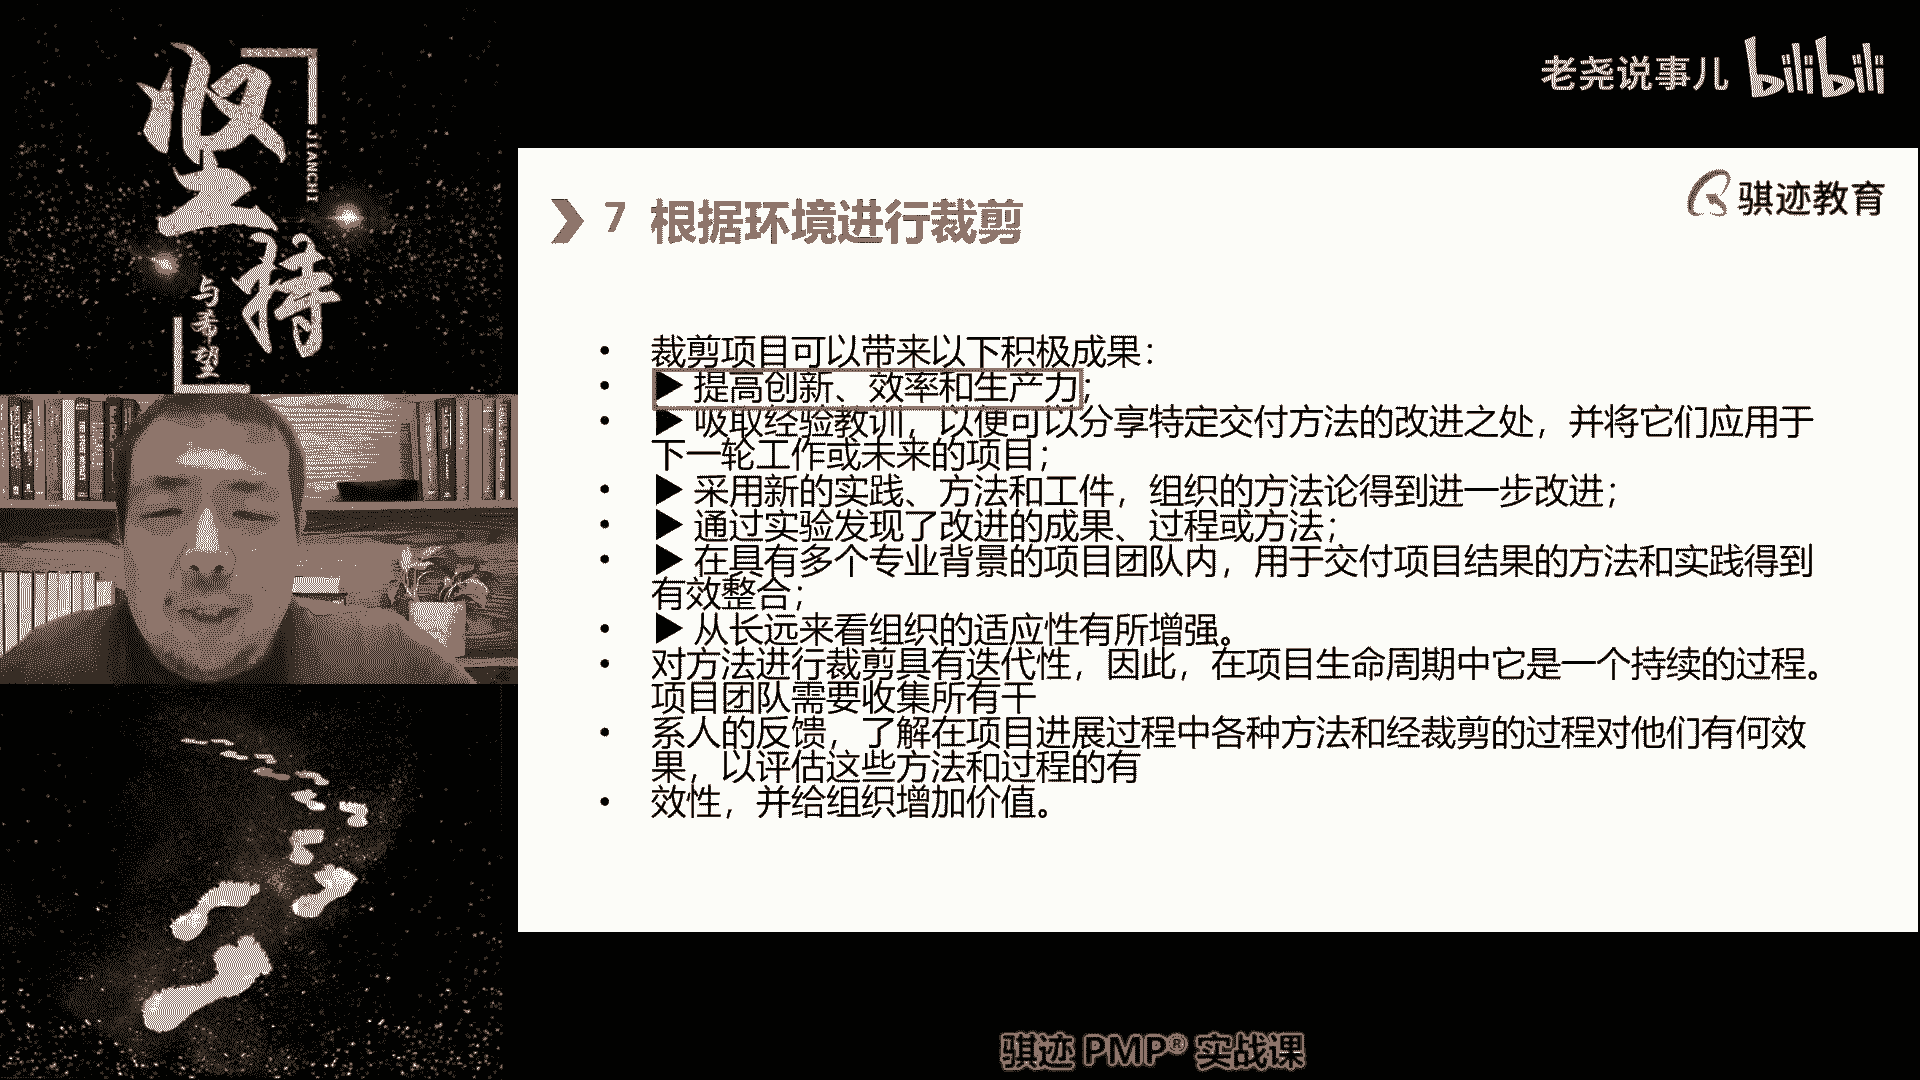 坚持
JIANCHI
与希望
老尧说事儿 bilibili
骐迹教育
7 根据环境进行裁剪
• 裁剪项目可以带来以下积极成果：
• ▶ 提高创新、效率和生产力；
• ▶ 吸取经验教训，以便可以分享特定交付方法的改进之处，并将它们应用于
下一轮工作或未来的项目；
• ▶ 采用新的实践、方法和工件，组织的方法论得到进一步改进；
• ▶ 通过实验发现了改进的成果、过程或方法；
• ▶ 在具有多个专业背景的项目团队内，用于交付项目结果的方法和实践得到
有效整合；
• ▶ 从长远来看组织的适应性有所增强。
• 对方法进行裁剪具有迭代性，因此，在项目生命周期中它是一个持续的过程。
项目团队需要收集所有干
• 系人的反馈，了解在项目进展过程中各种方法和经裁剪的过程对他们有何效
果，以评估这些方法和过程的有
• 效性，并给组织增加价值。
骐迹 PMP® 实战课